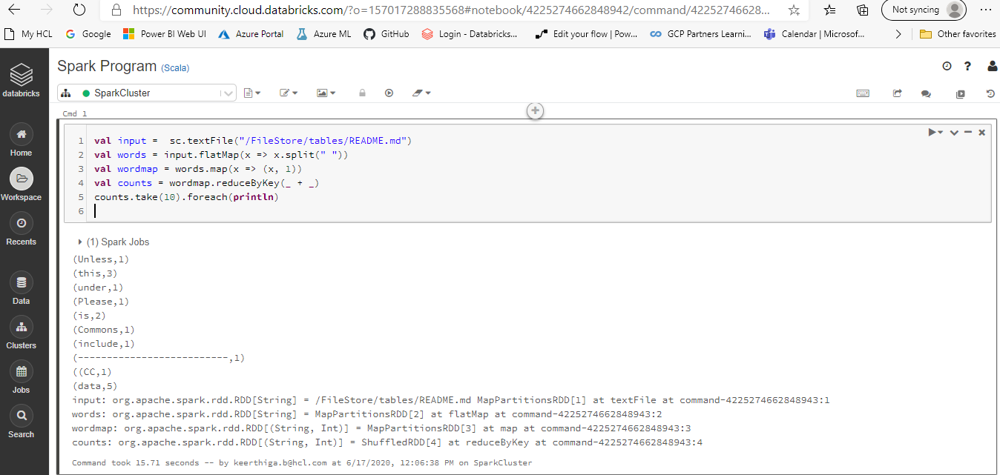 https://community.cloud.databricks.com/?o=157017288835568#notebook/4225274662848942/command/42252746628... Not syncing
My HCL Google Power BI Web UI Azure Portal Azure ML GitHub Login - Databricks... Edit your flow | Pow... GCP Partners Learni... Calendar | Microsof... Other favorites
databricks
Home
Workspace
Recents
Data
Clusters
Jobs
Search
Spark Program (Scala)
SparkCluster
Cmd 1
1 val input =  sc.textFile("/FileStore/tables/README.md")
2 val words = input.flatMap(x => x.split(" "))
3 val wordmap = words.map(x => (x, 1))
4 val counts = wordmap.reduceByKey(_ + _)
5 counts.take(10).foreach(println)
6
(1) Spark Jobs
(Unless,1)
(this,3)
(under,1)
(Please,1)
(is,2)
(Commons,1)
(include,1)
(--------------------------,1)
((CC,1)
(data,5)
input: org.apache.spark.rdd.RDD[String] = /FileStore/tables/README.md MapPartitionsRDD[1] at textFile at command-4225274662848943:1
words: org.apache.spark.rdd.RDD[String] = MapPartitionsRDD[2] at flatMap at command-4225274662848943:2
wordmap: org.apache.spark.rdd.RDD[(String, Int)] = MapPartitionsRDD[3] at map at command-4225274662848943:3
counts: org.apache.spark.rdd.RDD[(String, Int)] = ShuffledRDD[4] at reduceByKey at command-4225274662848943:4
Command took 15.71 seconds -- by keerthiga.b@hcl.com at 6/17/2020, 12:06:38 PM on SparkCluster